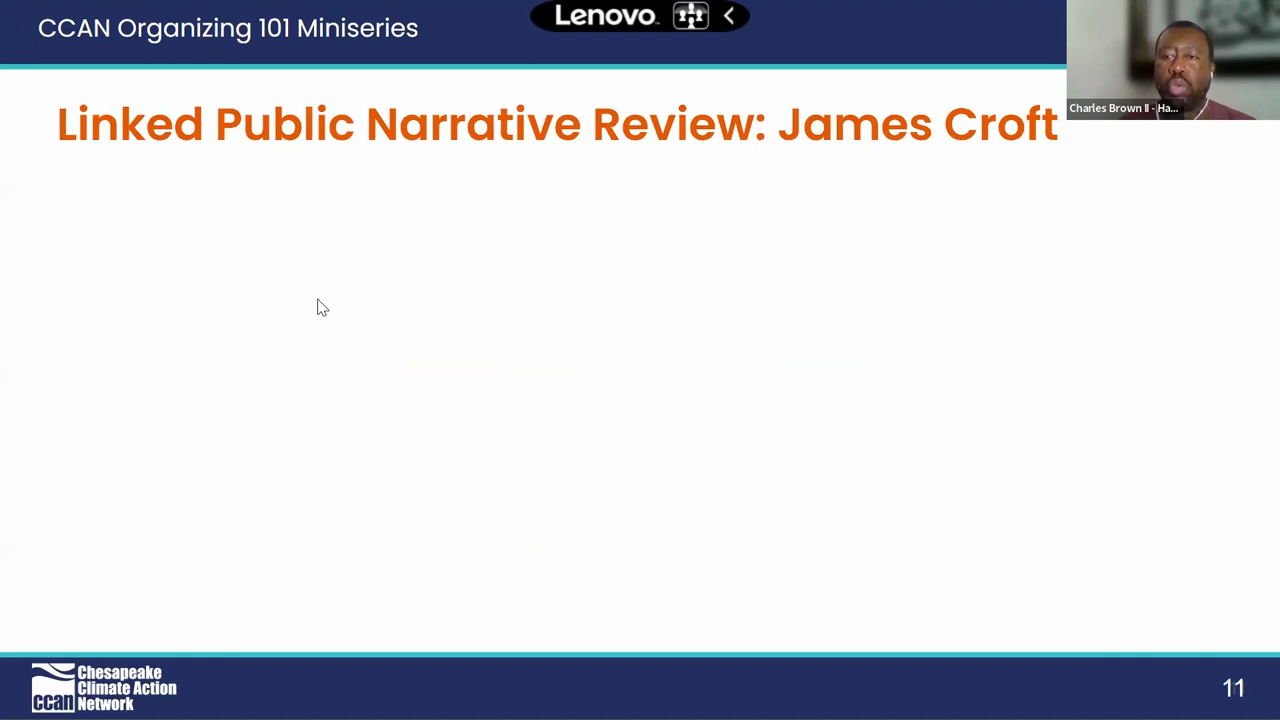 CCAN Organizing 101 Miniseries
Lenovo
Charles Brown II - Ha...
Linked Public Narrative Review: James Croft
ccan
Chesapeake
Climate Action
Network
11